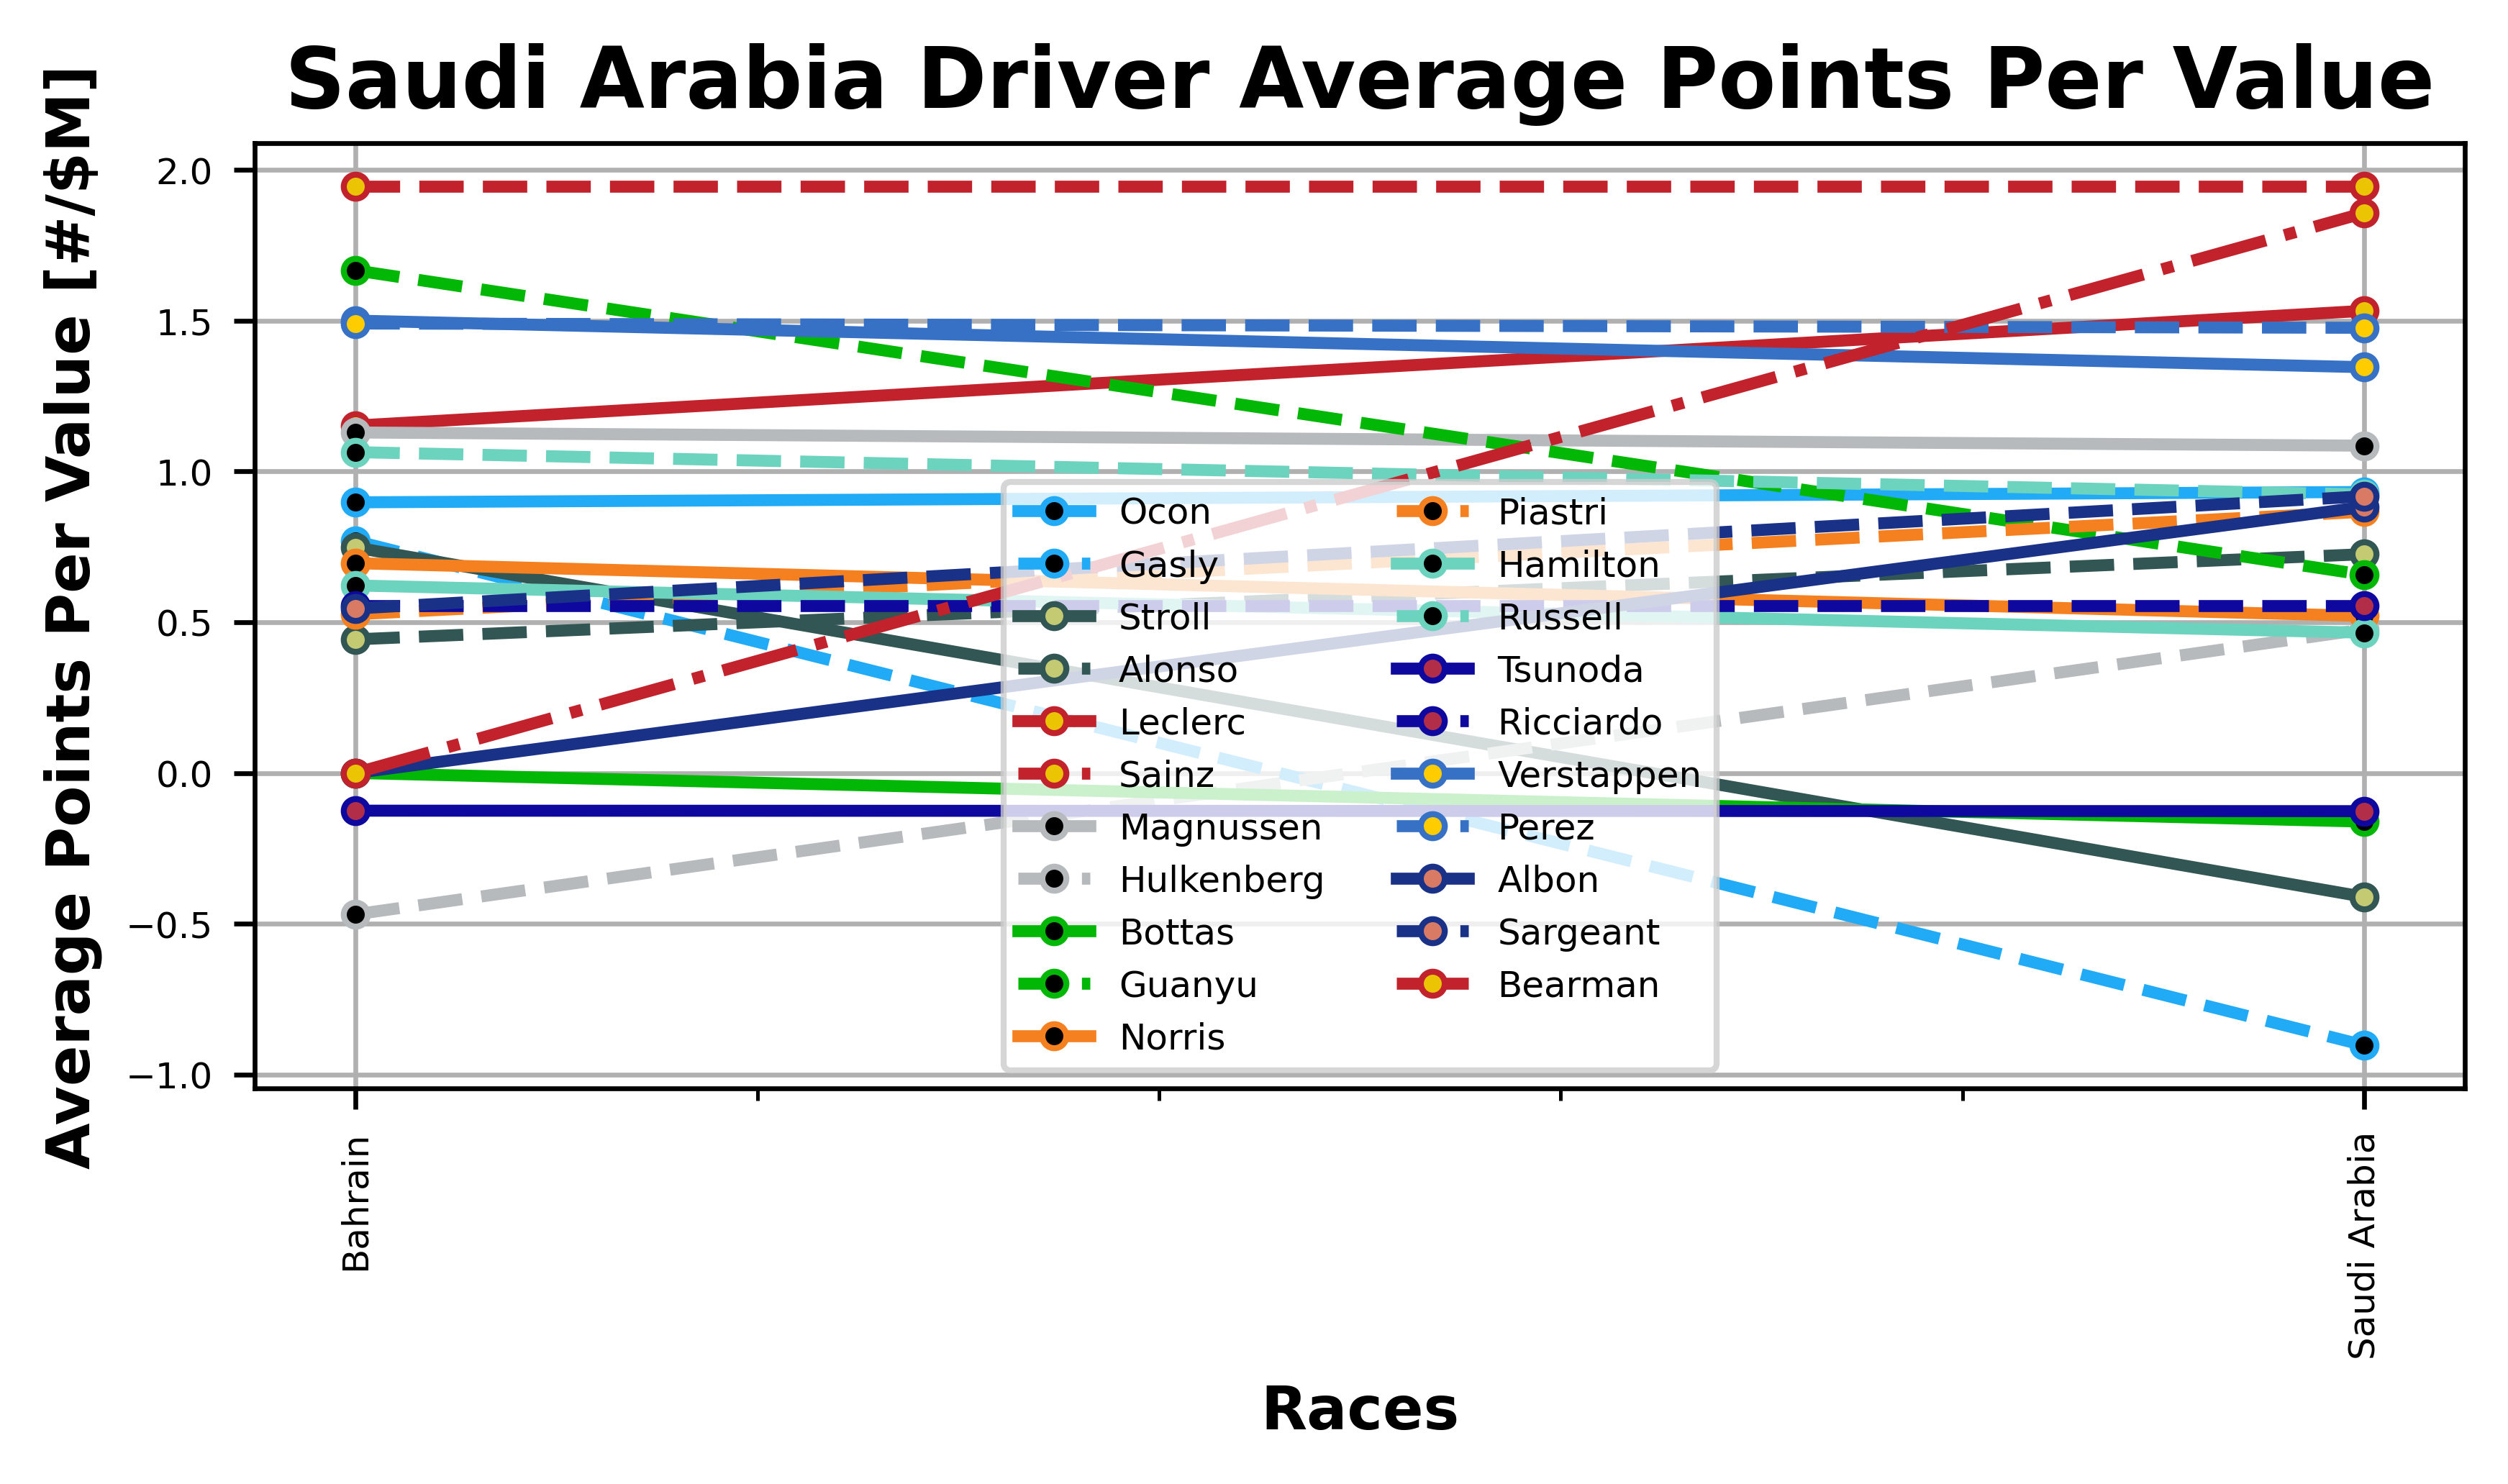 Saudi Arabia Driver Average Points Per Value
Average Points Per Value [#/$M]
2.0
1.5
1.0
0.5
0.0
−0.5
−1.0
Ocon
Gasly
Stroll
Alonso
Leclerc
Sainz
Magnussen
Hulkenberg
Bottas
Guanyu
Norris
Piastri
Hamilton
Russell
Tsunoda
Ricciardo
Verstappen
Perez
Albon
Sargeant
Bearman
Bahrain
Saudi Arabia
Races